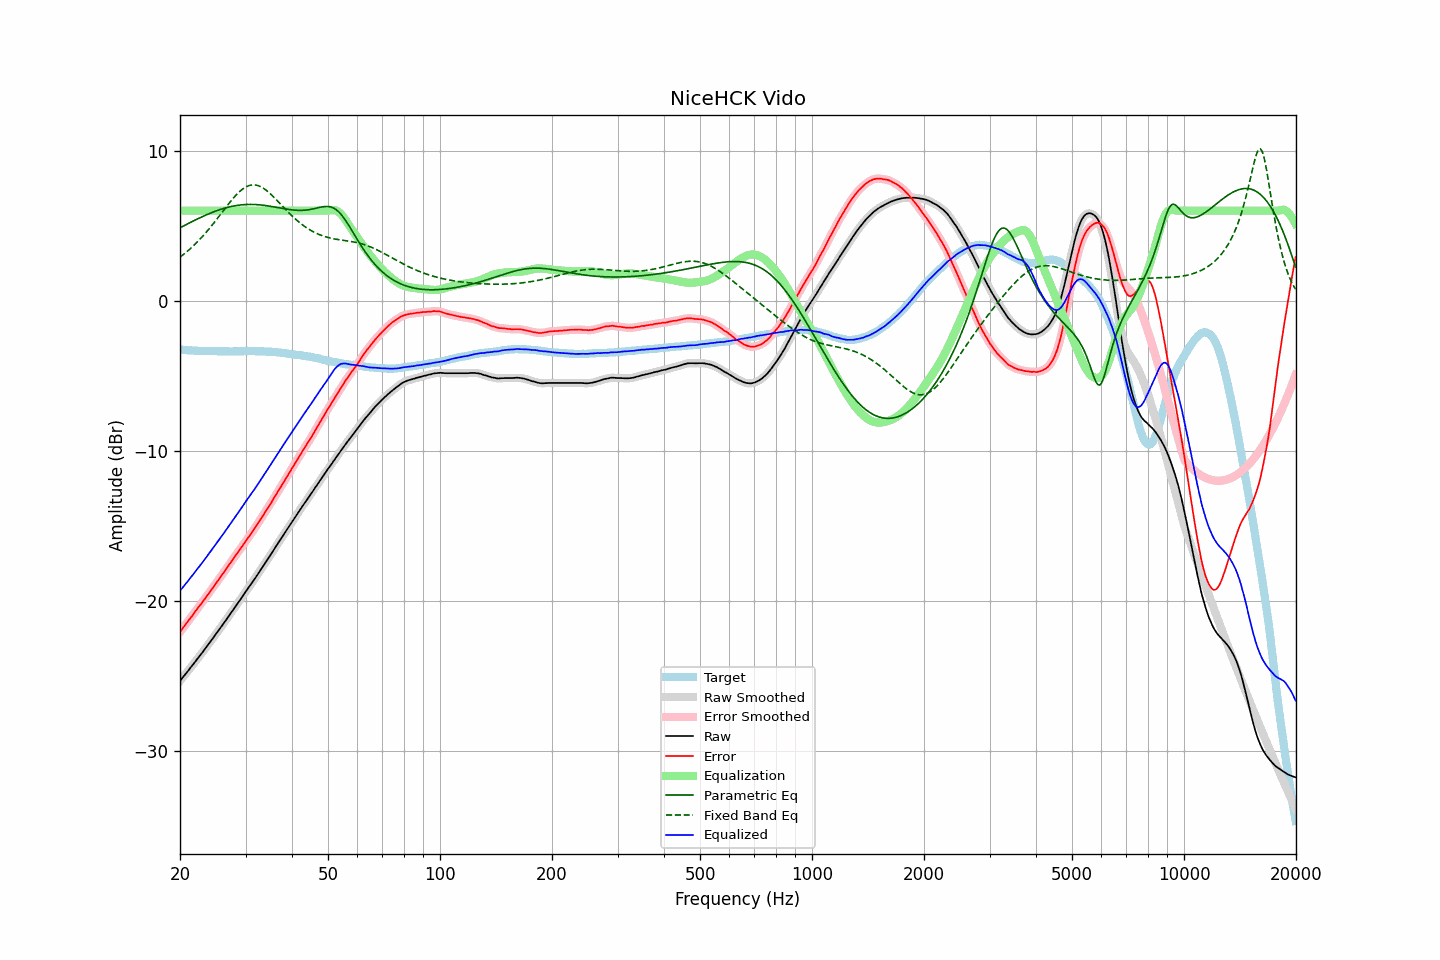 NiceHCK Vido
10
0
−10
−20
−30
Amplitude (dBr)
Target
Raw Smoothed
Error Smoothed
Raw
Error
Equalization
Parametric Eq
Fixed Band Eq
Equalized
20 50 100 200 500 1000 2000 5000 10000 20000
Frequency (Hz)